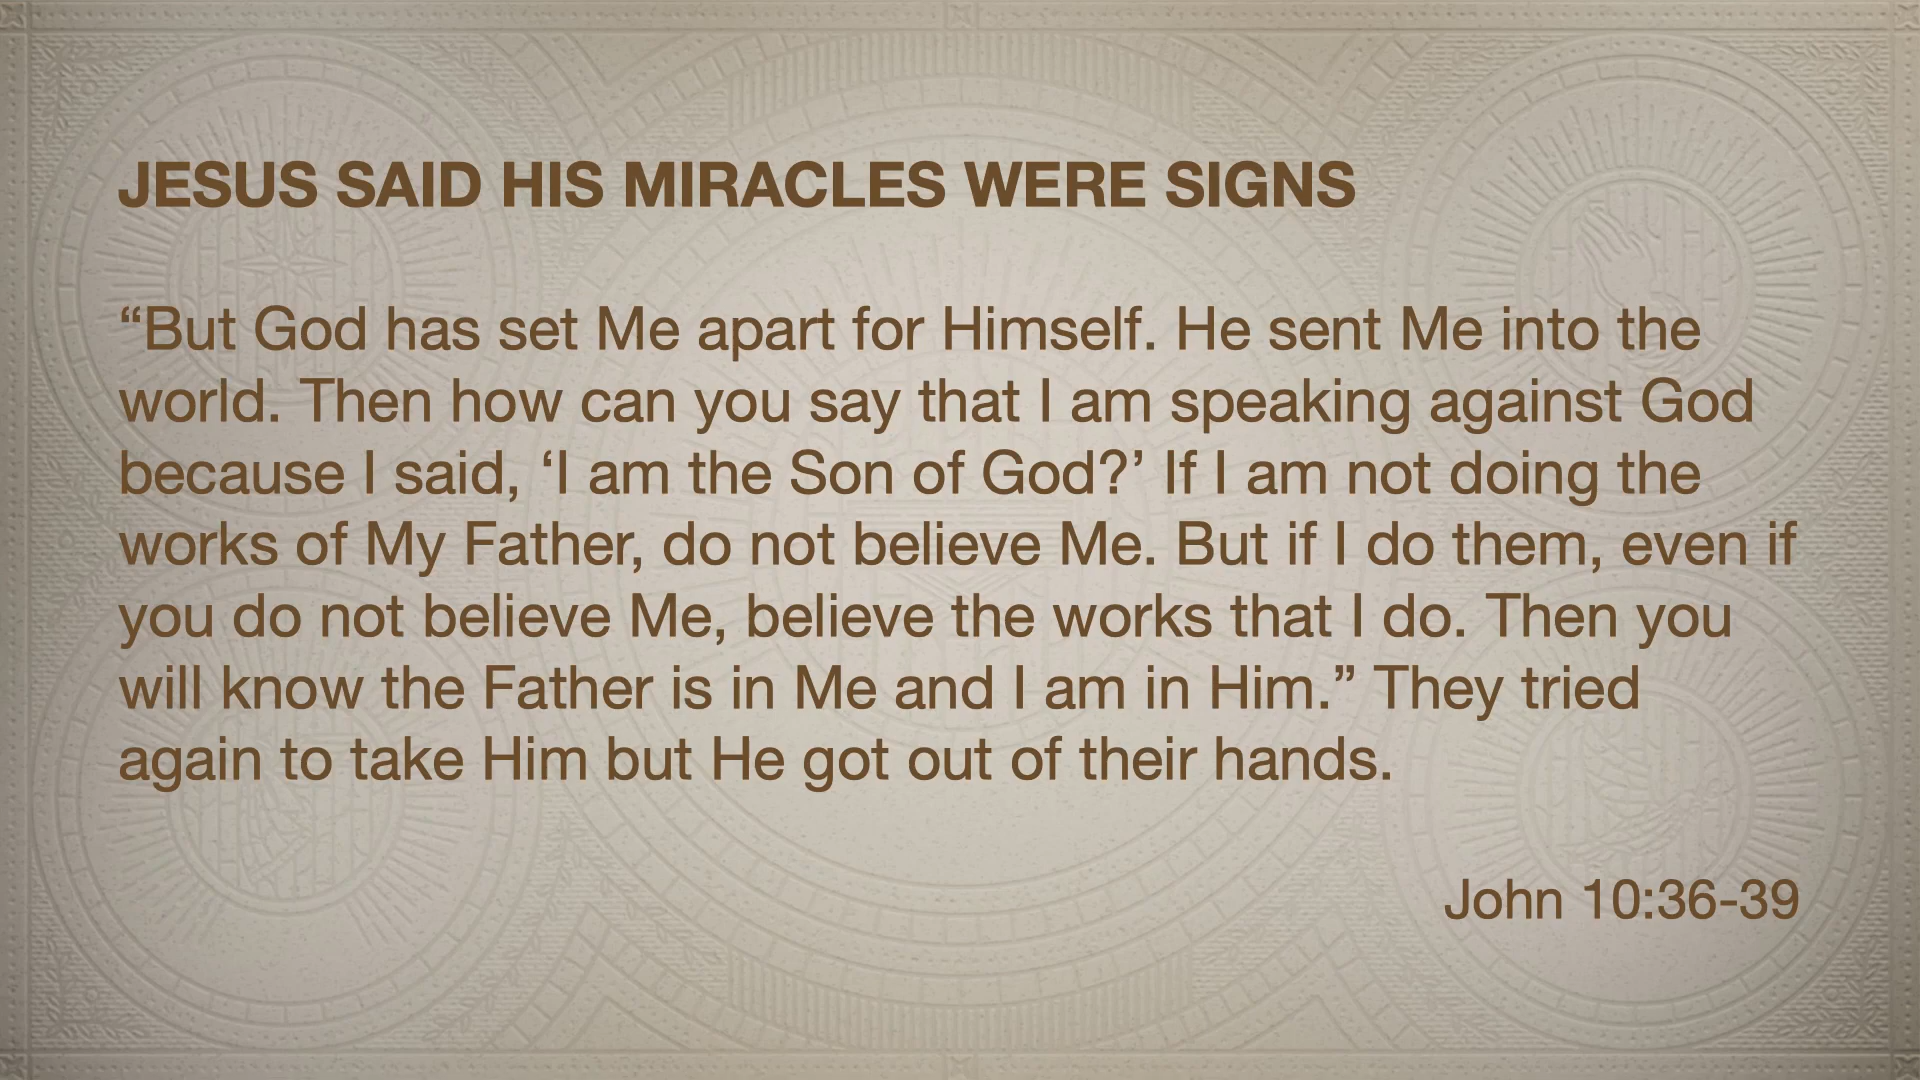 JESUS SAID HIS MIRACLES WERE SIGNS
“But God has set Me apart for Himself. He sent Me into the
world. Then how can you say that I am speaking against God
because I said, ‘I am the Son of God?’ If I am not doing the
works of My Father, do not believe Me. But if I do them, even if
you do not believe Me, believe the works that I do. Then you
will know the Father is in Me and I am in Him.” They tried
again to take Him but He got out of their hands.
John 10:36-39